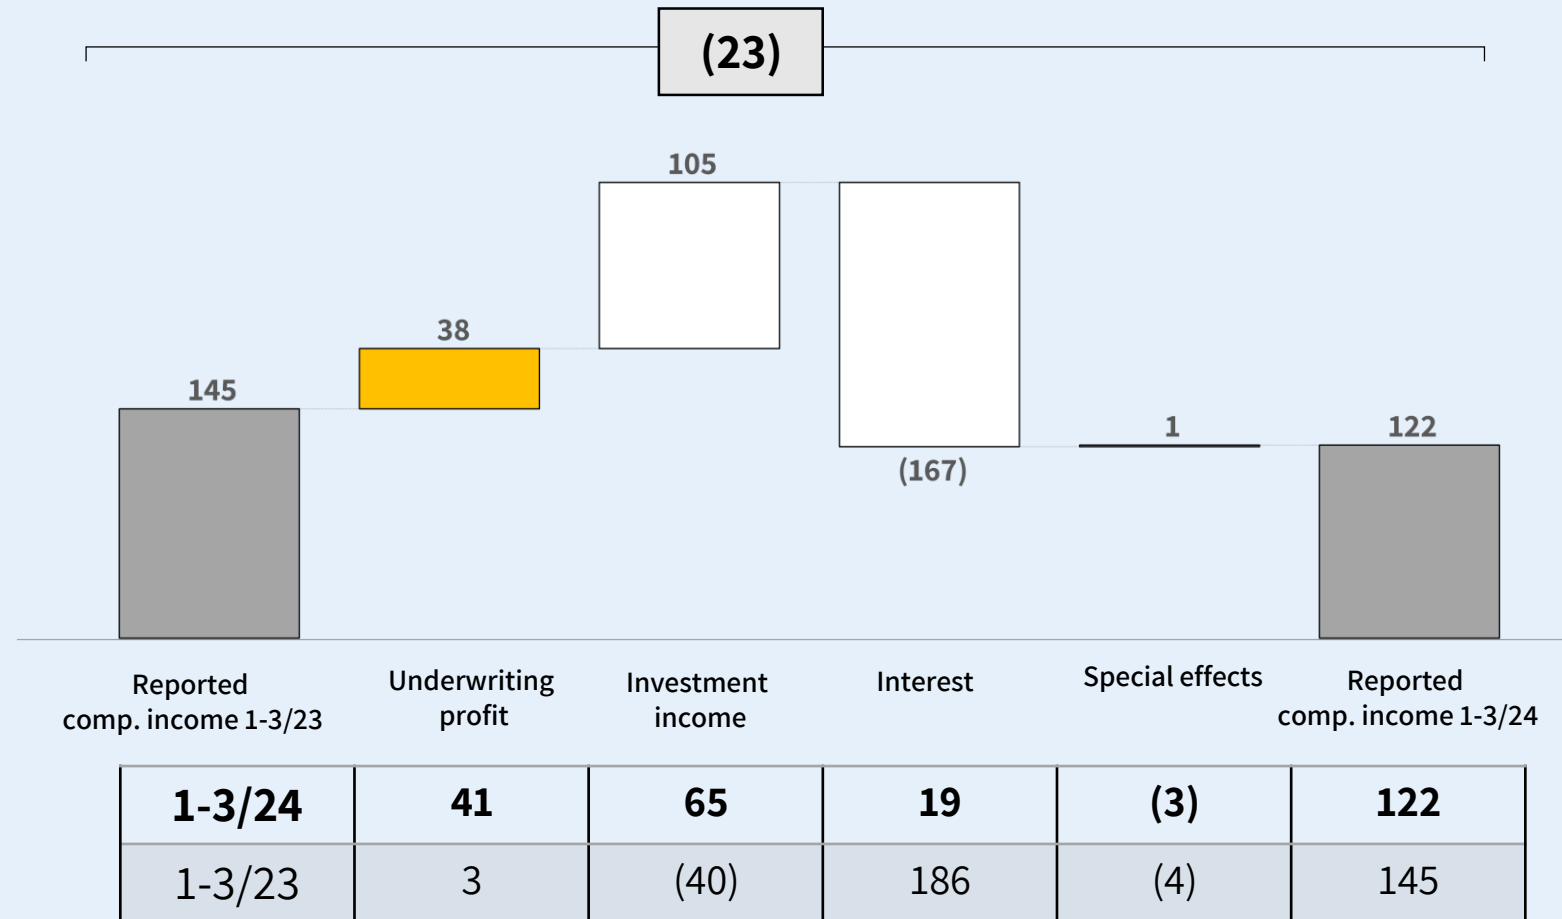 (23)
105
38
145
1
122
(167)
Reported
comp. income 1-3/23
Underwriting
profit
Investment
income
Interest
Special effects
Reported
comp. income 1-3/24
1-3/24 41 65 19 (3) 122
1-3/23 3 (40) 186 (4) 145